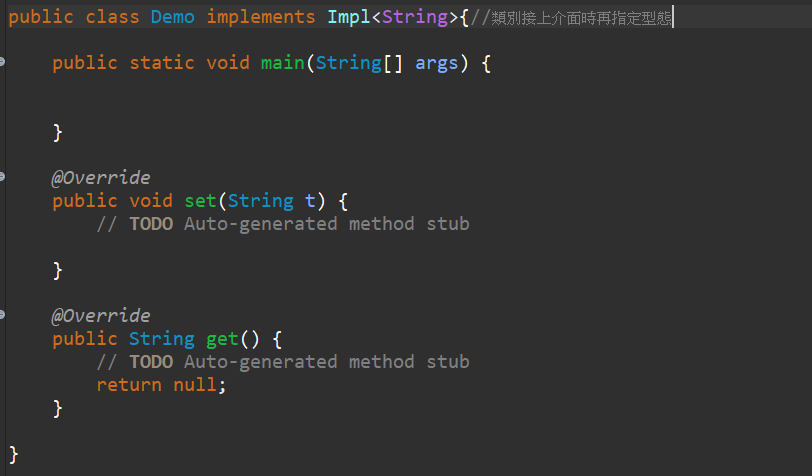 public class Demo implements Impl<String>{//類別接上介面時再指定型態
public static void main(String[] args) {
}
@Override
public void set(String t) {
// TODO Auto-generated method stub
}
@Override
public String get() {
// TODO Auto-generated method stub
return null;
}
}